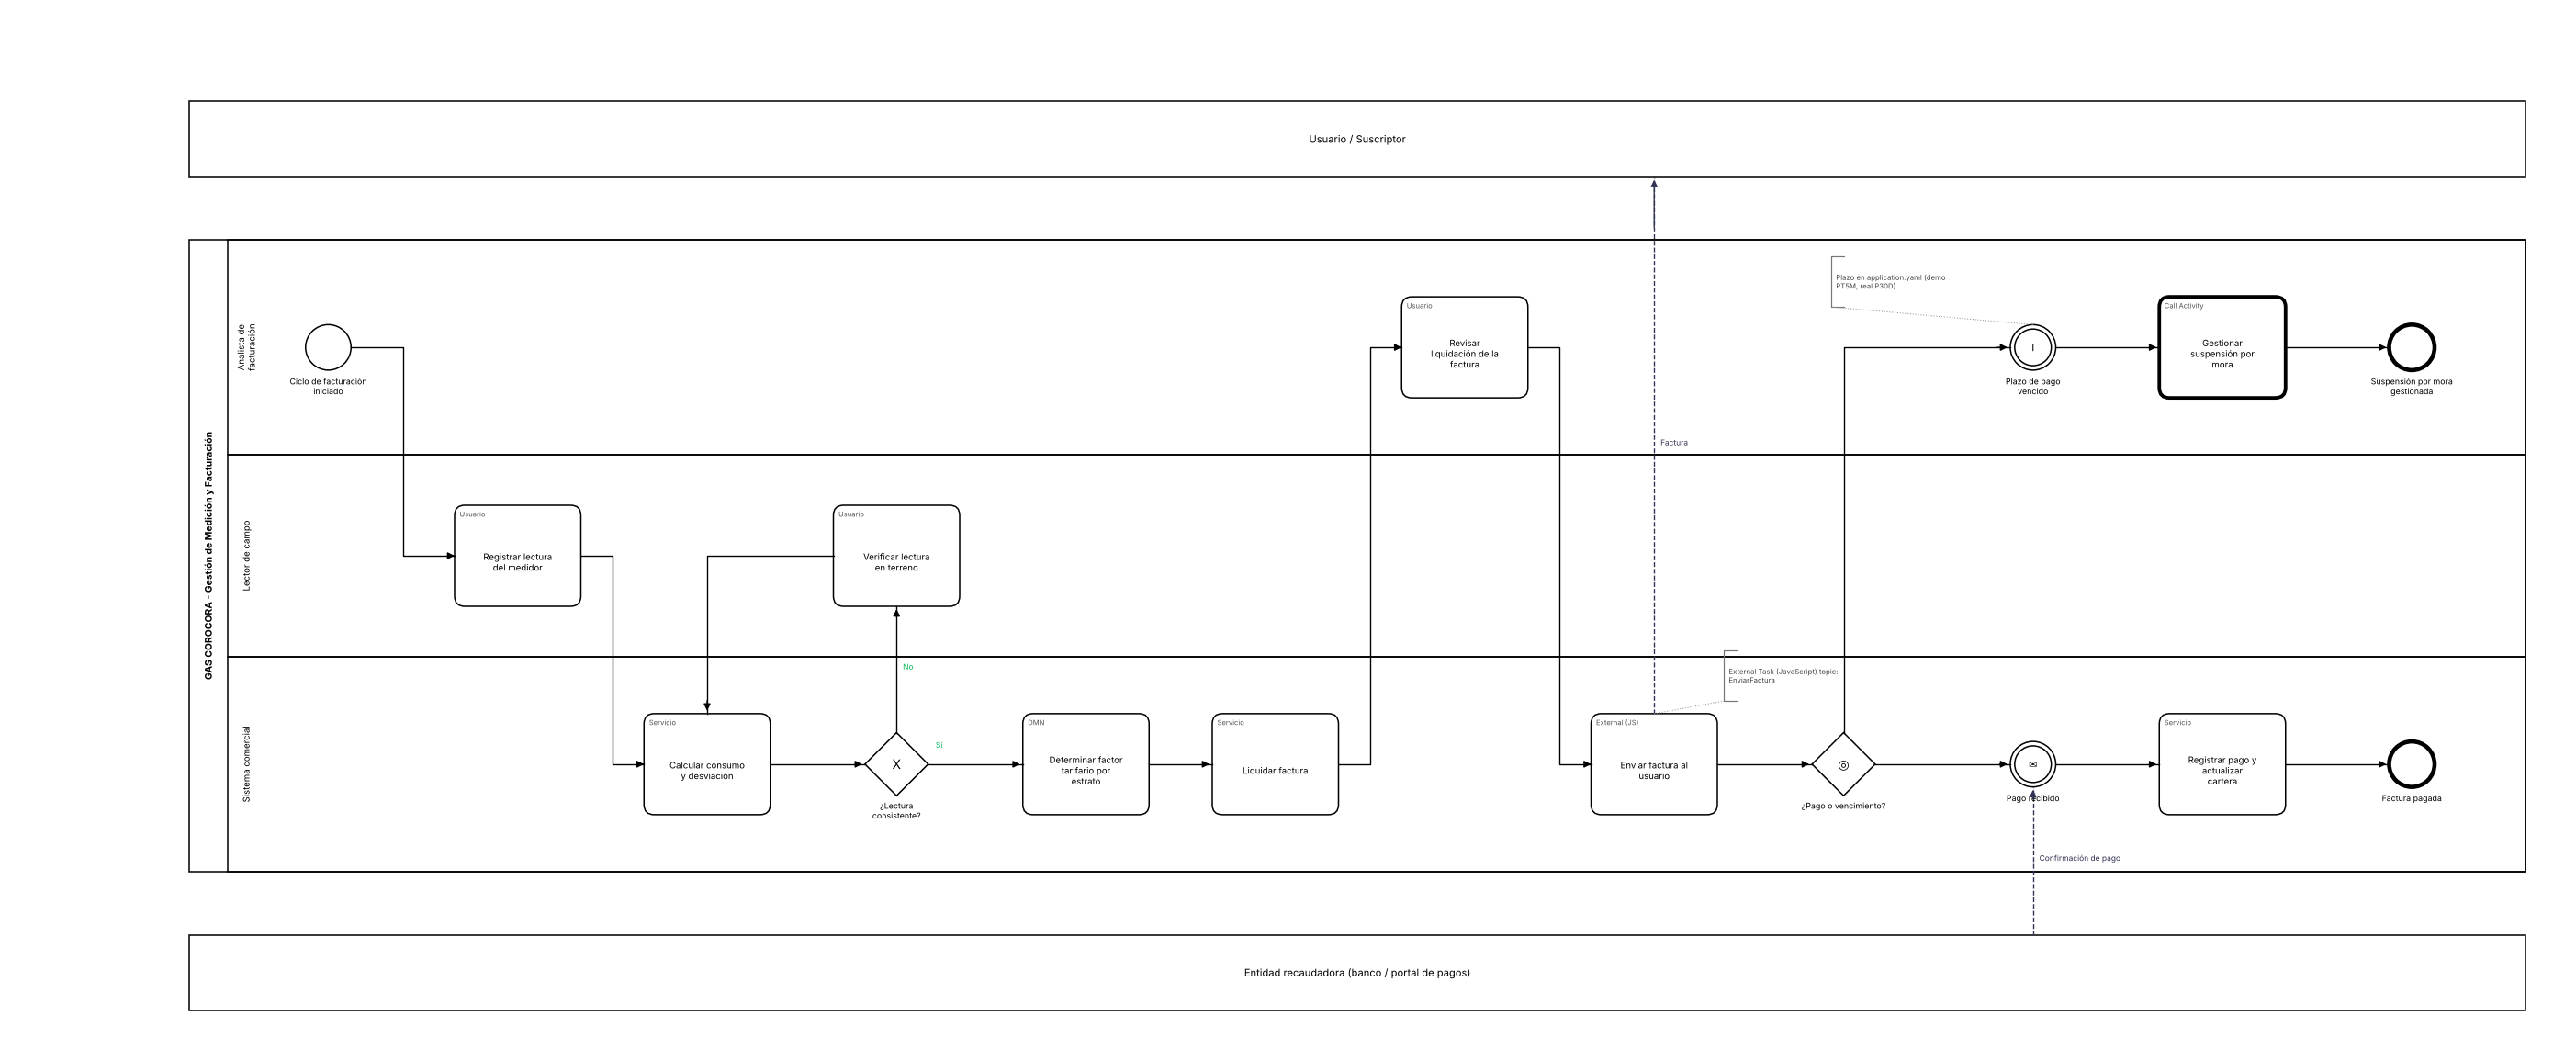 Usuario / Suscriptor
GAS COROCORA - Gestión de Medición y Facturación
Analista de
facturación
Ciclo de facturación
iniciado
Usuario
Revisar
liquidación de la
factura
Plazo en application.yaml (demo
PT5M, real P30D)
T
Plazo de pago
vencido
Call Activity
Gestionar
suspensión por
mora
Suspensión por mora
gestionada
Factura
Lector de campo
Usuario
Registrar lectura
del medidor
Usuario
Verificar lectura
en terreno
No
Sistema comercial
Servicio
Calcular consumo
y desviación
X
¿Lectura
consistente?
Sí
DMN
Determinar factor
tarifario por
estrato
Servicio
Liquidar factura
External Task (JavaScript) topic:
EnviarFactura
External (JS)
Enviar factura al
usuario
¿Pago o vencimiento?
Pago recibido
Servicio
Registrar pago y
actualizar
cartera
Factura pagada
Confirmación de pago
Entidad recaudadora (banco / portal de pagos)